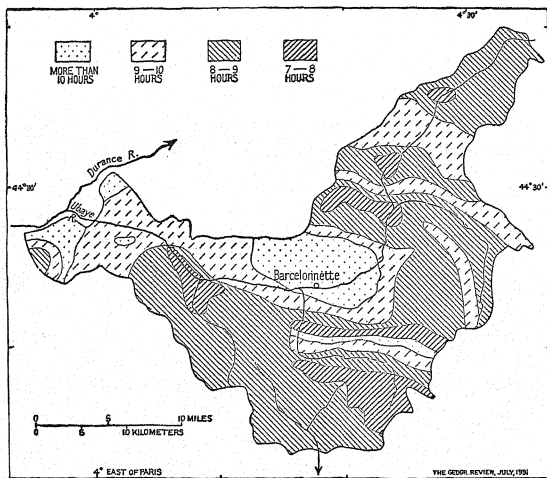 4°
4°30'
MORE THAN
10 HOURS
9—10
HOURS
8—9
HOURS
7—8
HOURS
Durance R.
44°30'
44°30'
Ubaye
R.
Barcelonnette
0 5 10 MILES
0 5 10 KILOMETERS
4° EAST OF PARIS
THE GEOGR. REVIEW, JULY, 1931